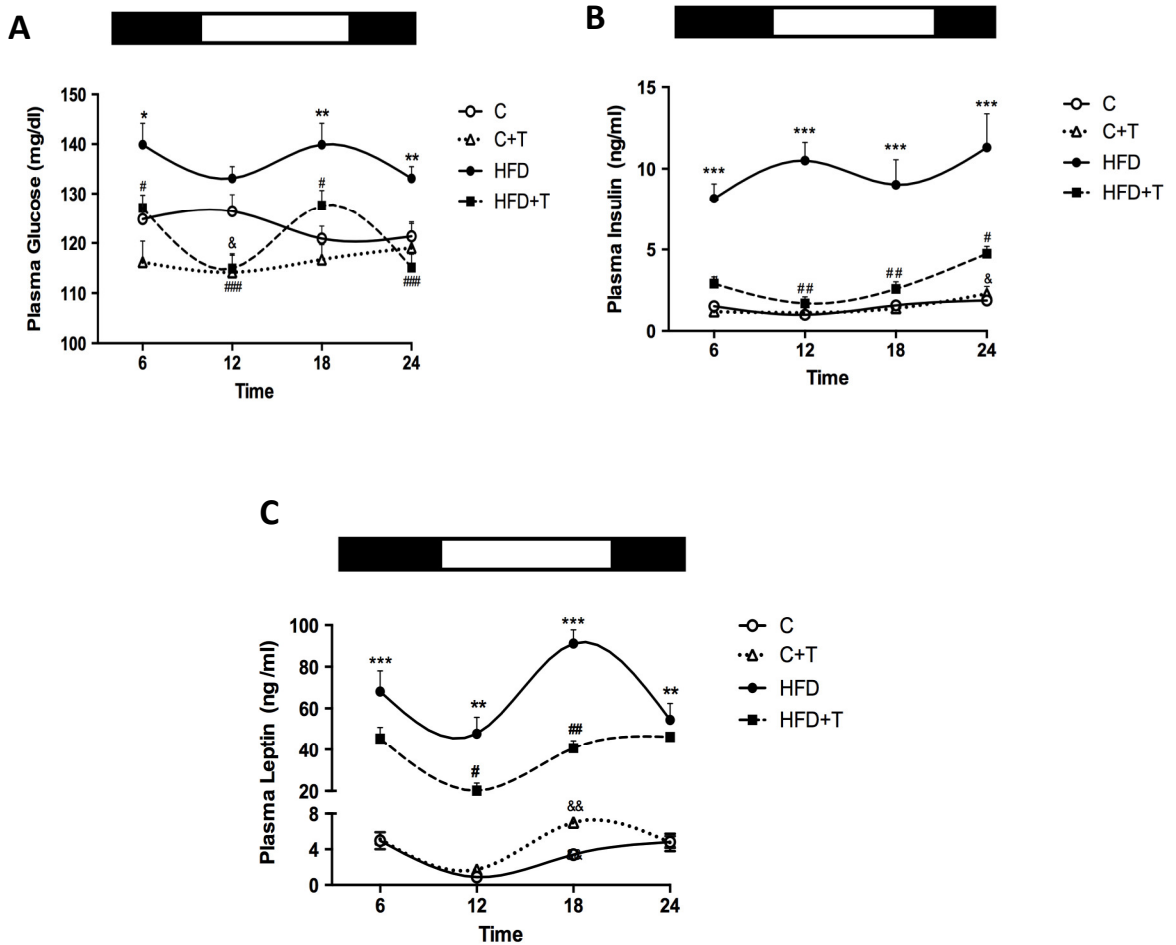 A
B
150
140
130
120
110
100
Plasma Glucose (mg/dl)
*
**
**
#
#
&
###
###
6
12
18
24
Time
C
C+T
HFD
HFD+T
15
10
5
0
Plasma Insulin (ng/ml)
***
***
***
***
##
##
#
&
6
12
18
24
Time
C
C+T
HFD
HFD+T
C
100
80
60
40
20
8
4
0
Plasma Leptin (ng /ml)
***
**
***
**
#
##
&&
6
12
18
24
Time
C
C+T
HFD
HFD+T